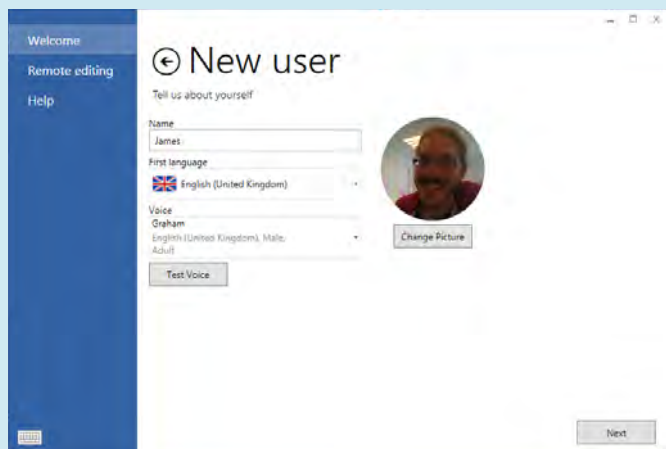 Welcome
Remote editing
Help
New user
Tell us about yourself
Name
James
First language
English (United Kingdom)
Voice
Graham
English (United Kingdom), Male,
Adult
Test Voice
Change Picture
Next